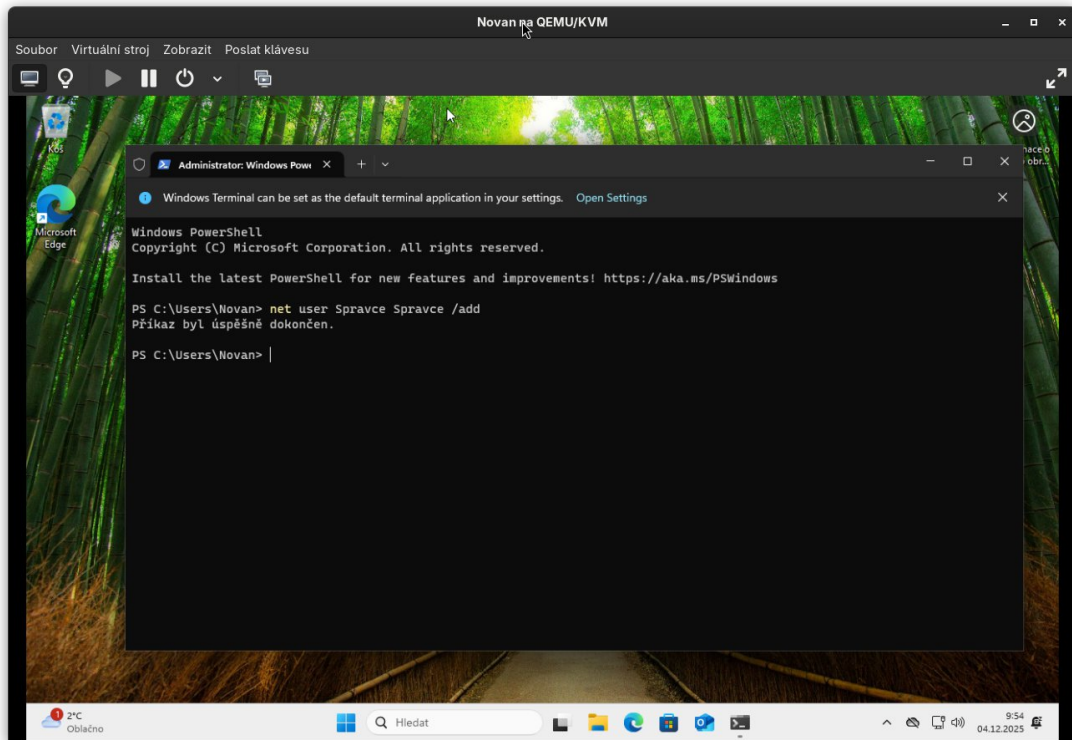 Novan na QEMU/KVM
Soubor Virtuální stroj Zobrazit Poslat klávesu
Koš
Microsoft
Edge
Administrator: Windows Powe
Windows Terminal can be set as the default terminal application in your settings. Open Settings
Windows PowerShell
Copyright (C) Microsoft Corporation. All rights reserved.
Install the latest PowerShell for new features and improvements! https://aka.ms/PSWindows
PS C:\Users\Novan> net user Spravce Spravce /add
Příkaz byl úspěšně dokončen.
PS C:\Users\Novan>
1
2°C
Oblačno
Hledat
9:54
04.12.2025